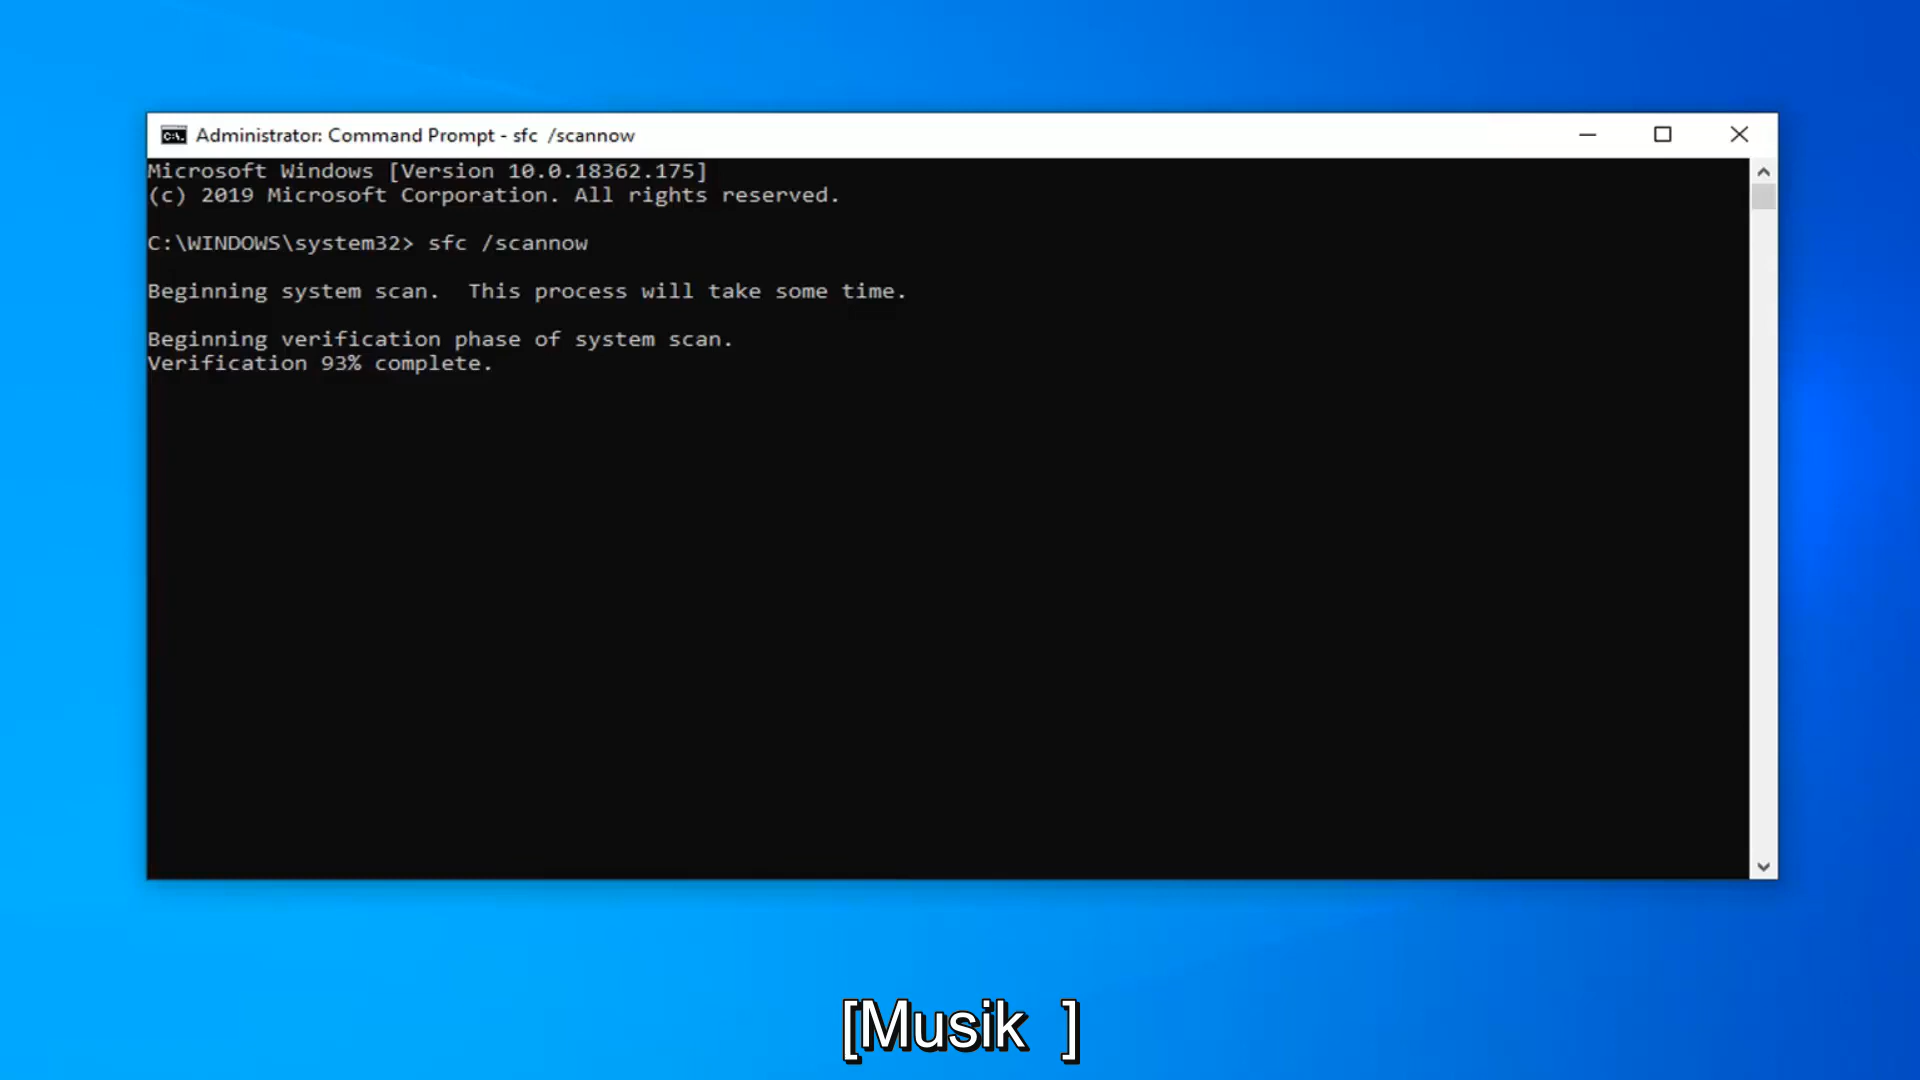 Administrator: Command Prompt - sfc  /scannow
Microsoft Windows [Version 10.0.18362.175]
(c) 2019 Microsoft Corporation. All rights reserved.
C:\WINDOWS\system32> sfc /scannow
Beginning system scan.  This process will take some time.
Beginning verification phase of system scan.
Verification 93% complete.
[Musik  ]